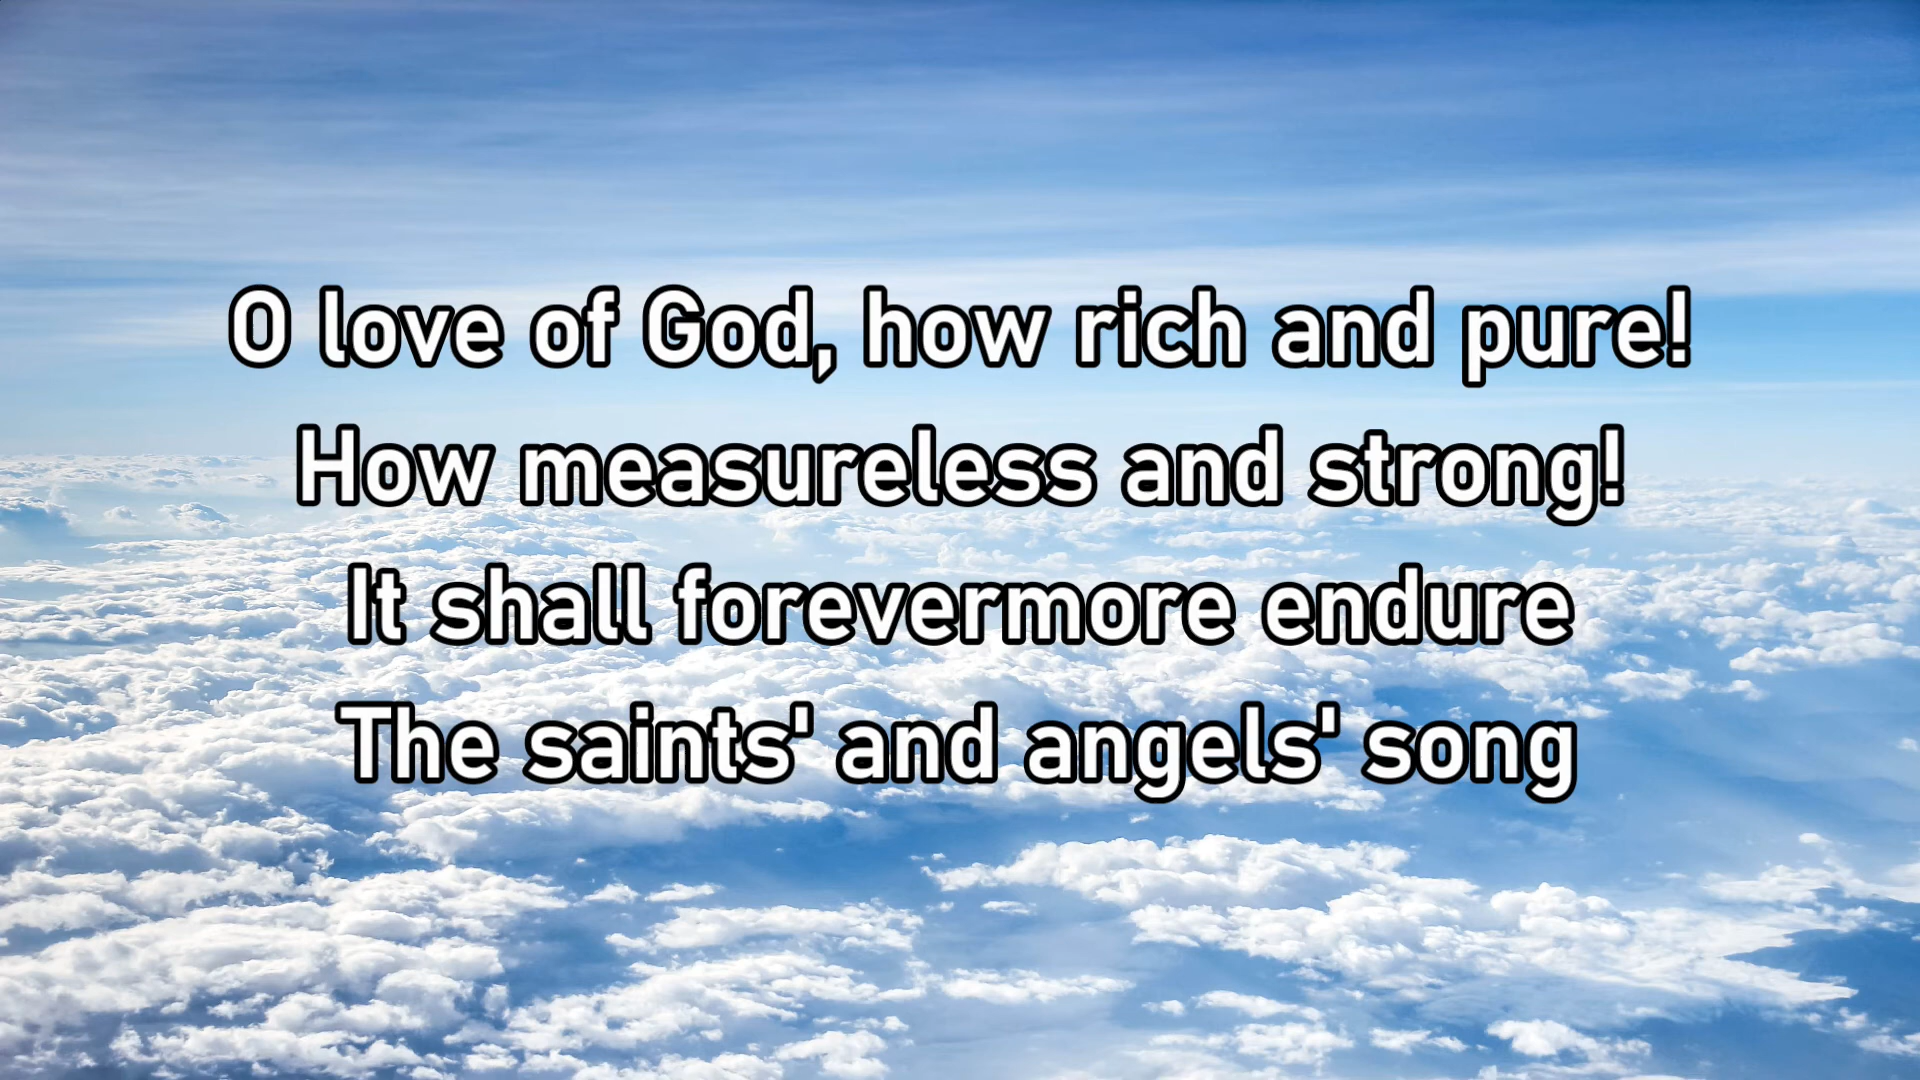 O love of God, how rich and pure!
How measureless and strong!
It shall forevermore endure
The saints' and angels' song